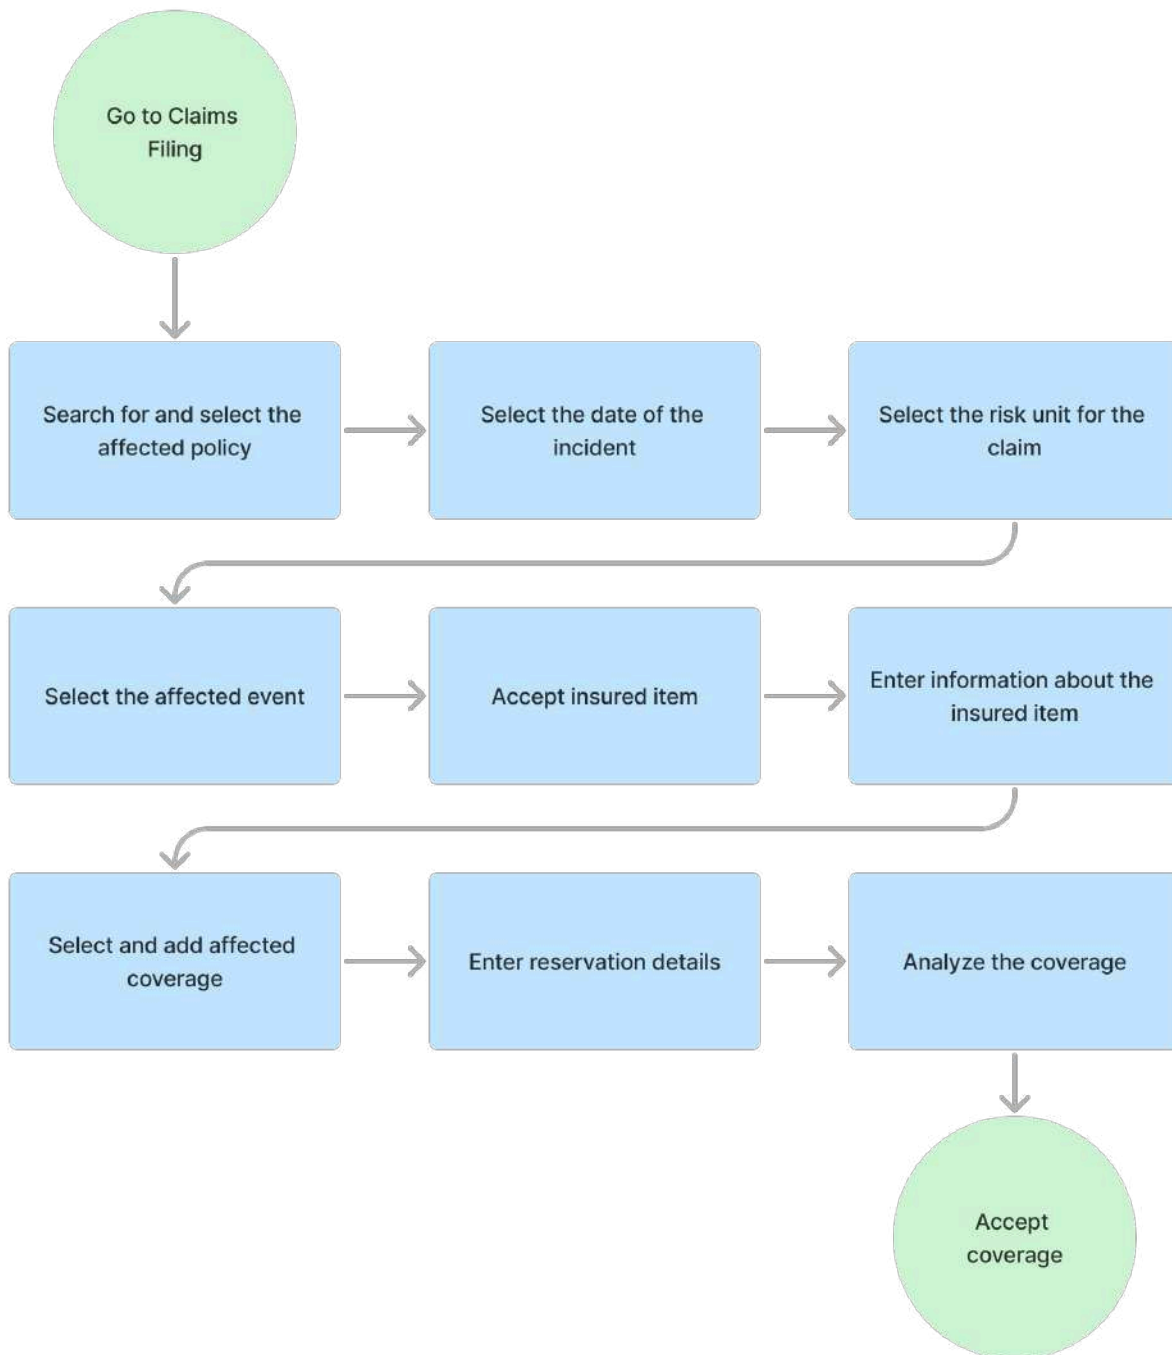 Go to Claims
Filing
Search for and select the
affected policy
Select the date of the
incident
Select the risk unit for the
claim
Select the affected event
Accept insured item
Enter information about the
insured item
Select and add affected
coverage
Enter reservation details
Analyze the coverage
Accept
coverage